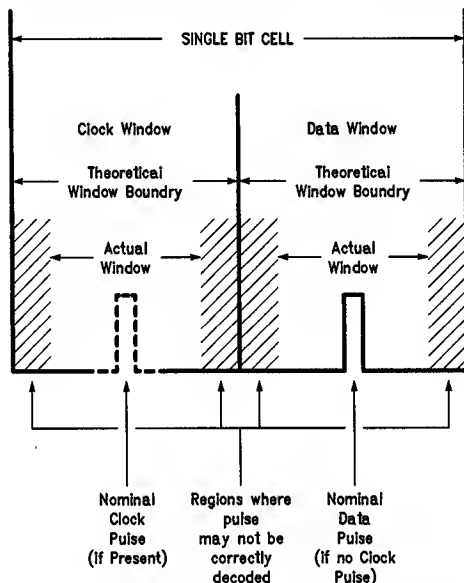 SINGLE BIT CELL
Clock Window
Data Window
Theoretical
Window Boundry
Theoretical
Window Boundry
Actual
Window
Actual
Window
Nominal
Clock
Pulse
(if Present)
Regions where
pulse
may not be
correctly
decoded
Nominal
Data
Pulse
(if no Clock
Pulse)